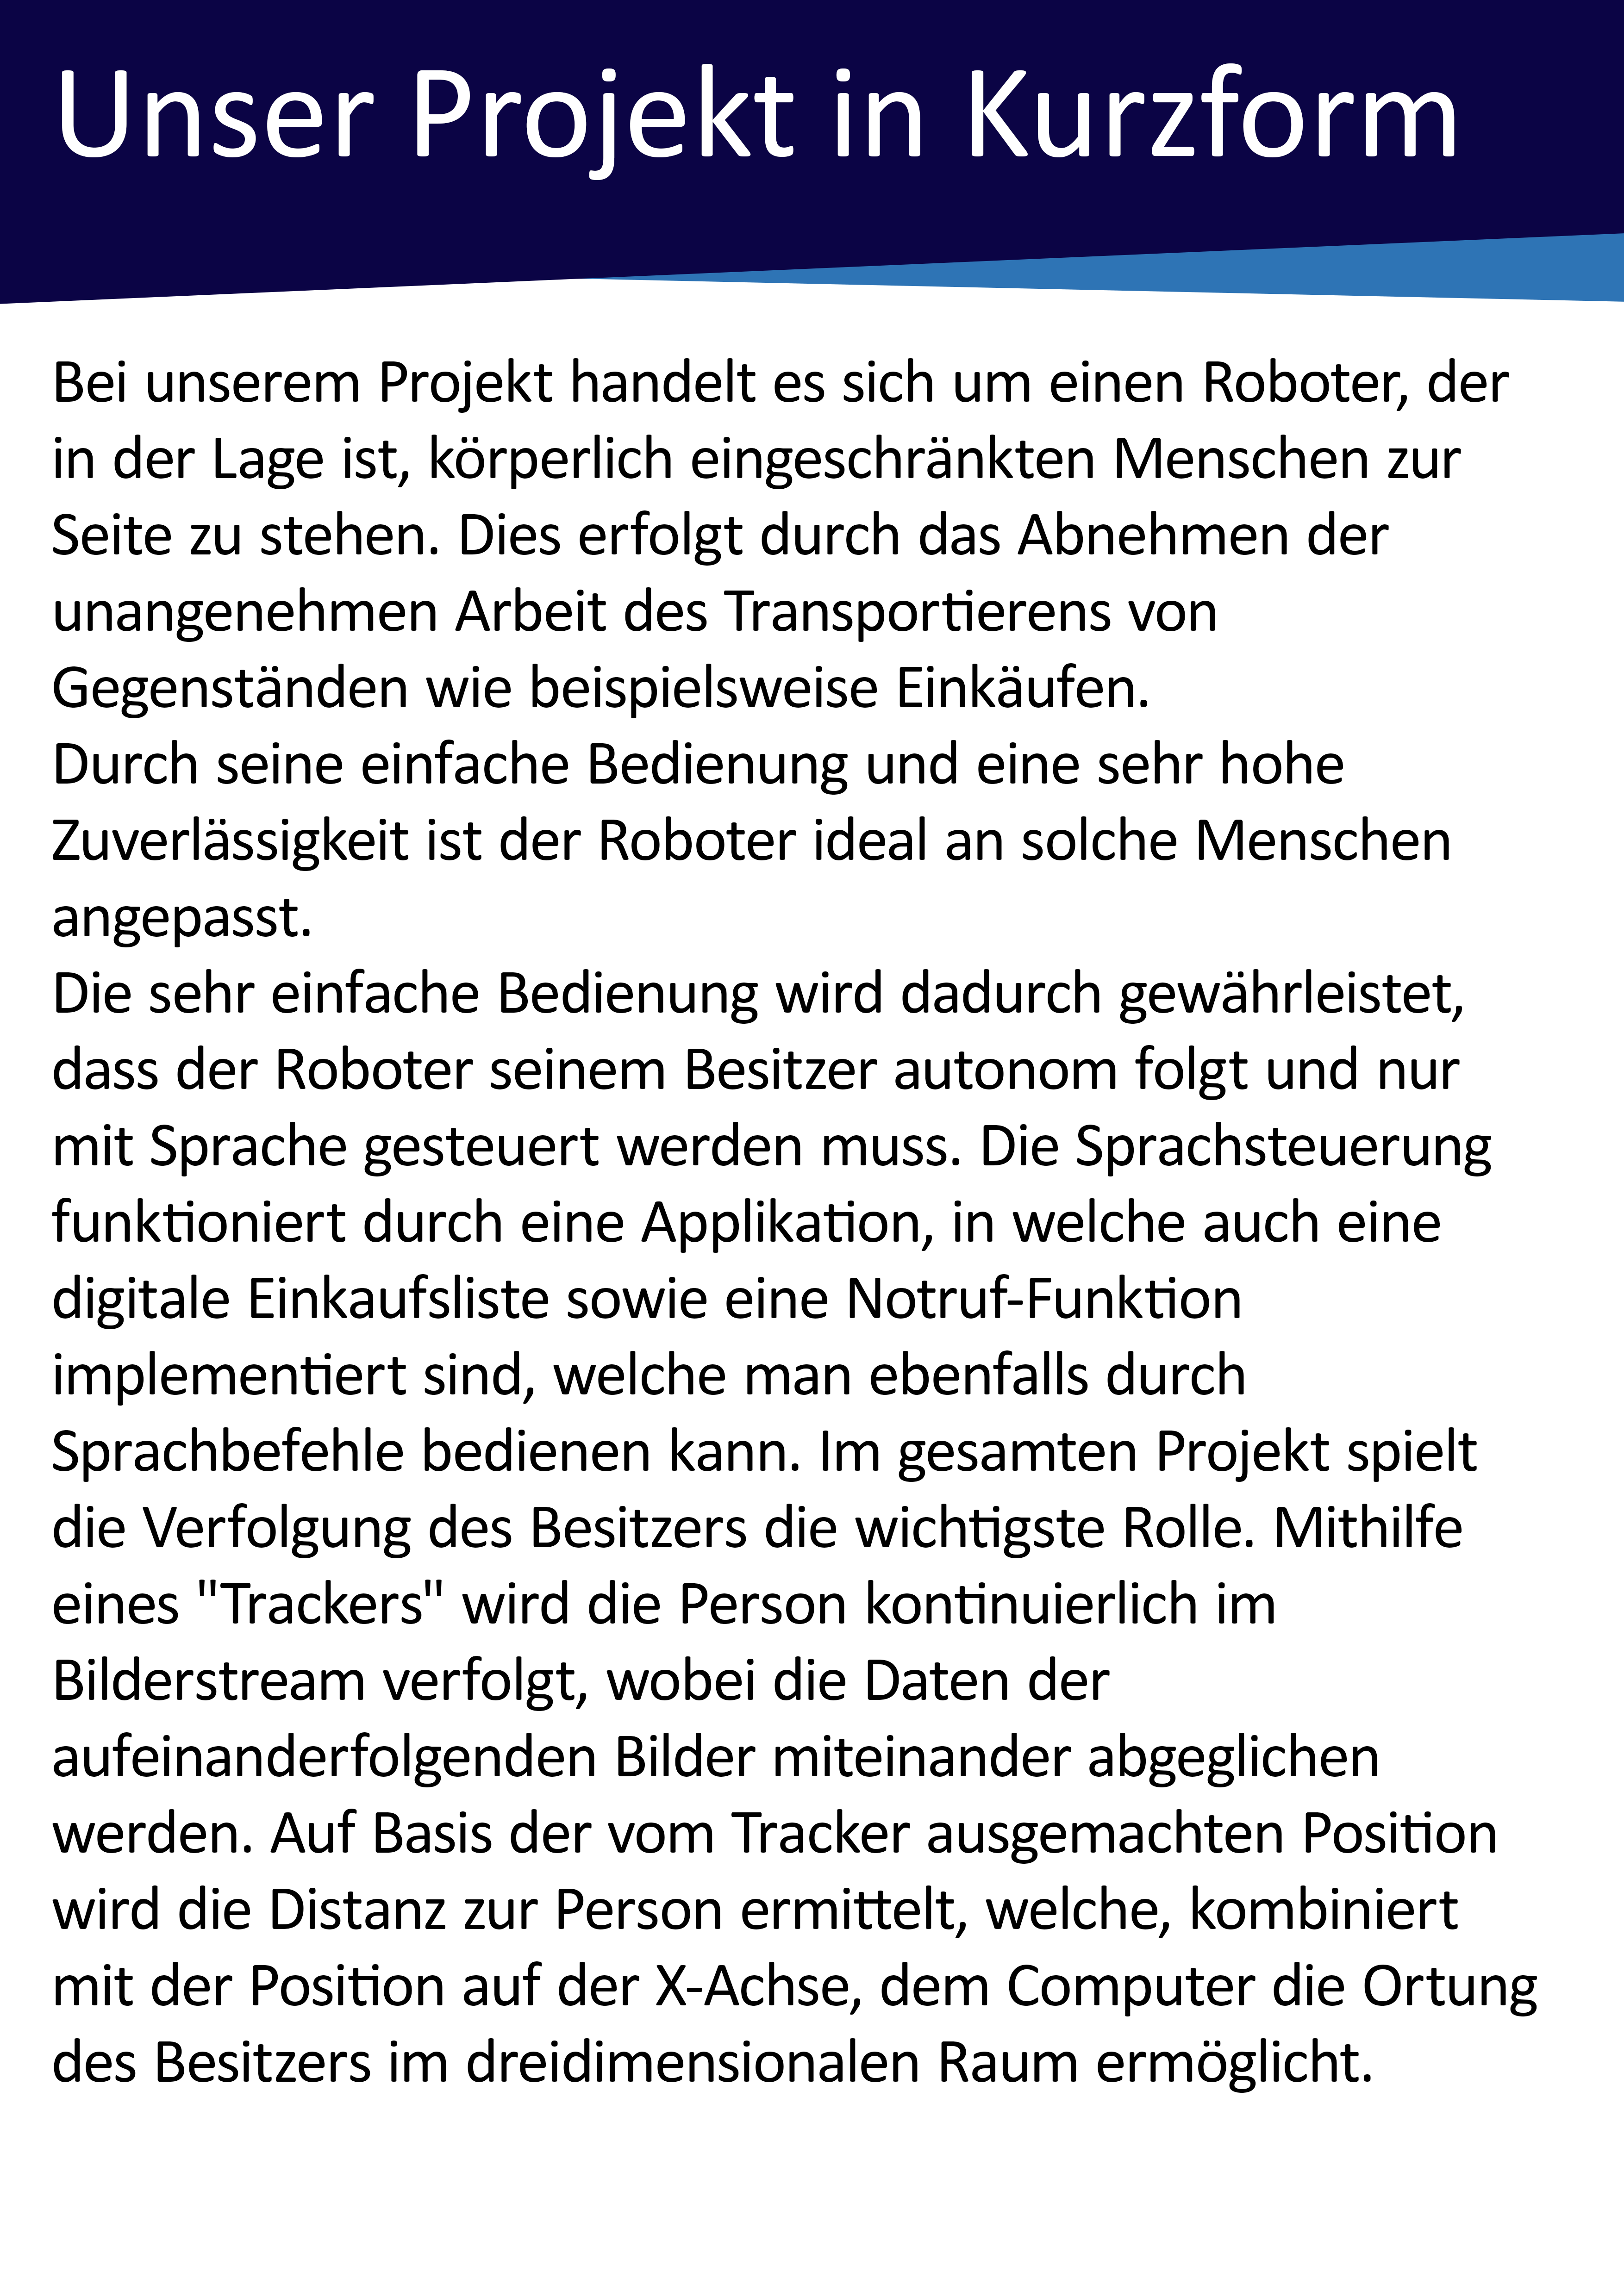 Unser Projekt in Kurzform
Bei unserem Projekt handelt es sich um einen Roboter, der
in der Lage ist, körperlich eingeschränkten Menschen zur
Seite zu stehen. Dies erfolgt durch das Abnehmen der
unangenehmen Arbeit des Transportierens von
Gegenständen wie beispielsweise Einkäufen.
Durch seine einfache Bedienung und eine sehr hohe
Zuverlässigkeit ist der Roboter ideal an solche Menschen
angepasst.
Die sehr einfache Bedienung wird dadurch gewährleistet,
dass der Roboter seinem Besitzer autonom folgt und nur
mit Sprache gesteuert werden muss. Die Sprachsteuerung
funktioniert durch eine Applikation, in welche auch eine
digitale Einkaufsliste sowie eine Notruf-Funktion
implementiert sind, welche man ebenfalls durch
Sprachbefehle bedienen kann. Im gesamten Projekt spielt
die Verfolgung des Besitzers die wichtigste Rolle. Mithilfe
eines "Trackers" wird die Person kontinuierlich im
Bilderstream verfolgt, wobei die Daten der
aufeinanderfolgenden Bilder miteinander abgeglichen
werden. Auf Basis der vom Tracker ausgemachten Position
wird die Distanz zur Person ermittelt, welche, kombiniert
mit der Position auf der X-Achse, dem Computer die Ortung
des Besitzers im dreidimensionalen Raum ermöglicht.